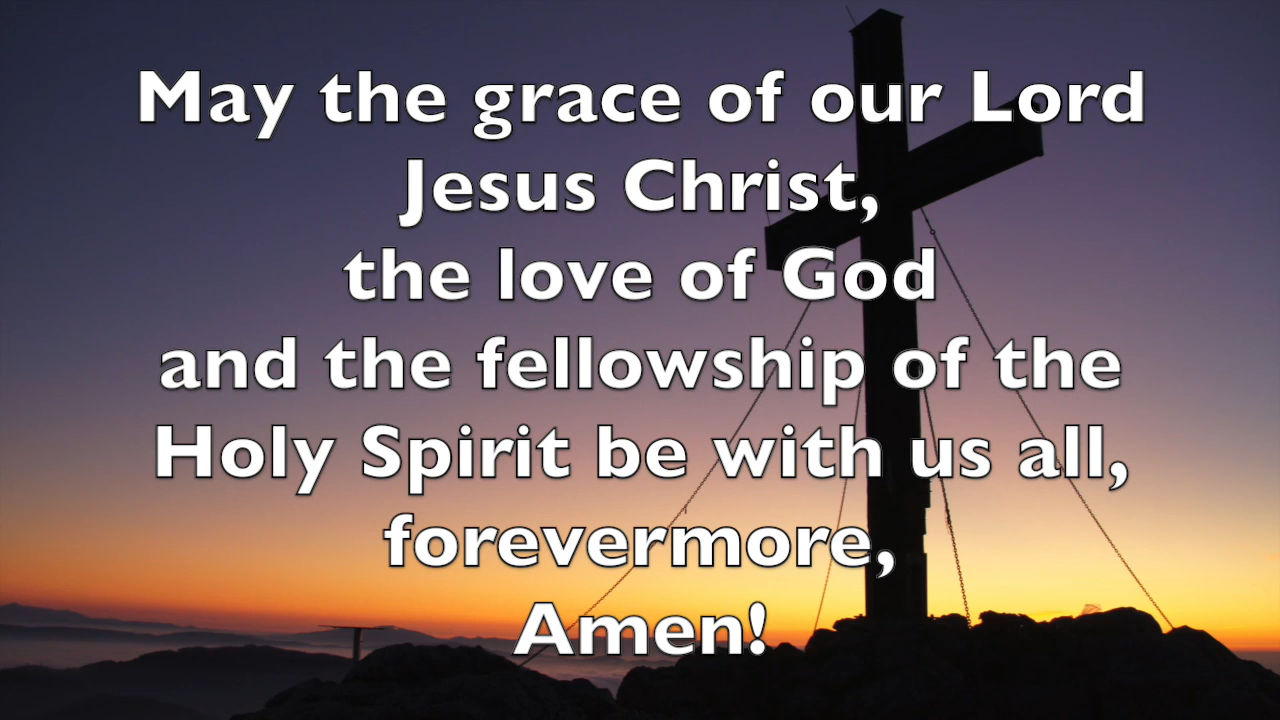 May the grace of our Lord
Jesus Christ,
the love of God
and the fellowship of the
Holy Spirit be with us all,
forevermore,
Amen!